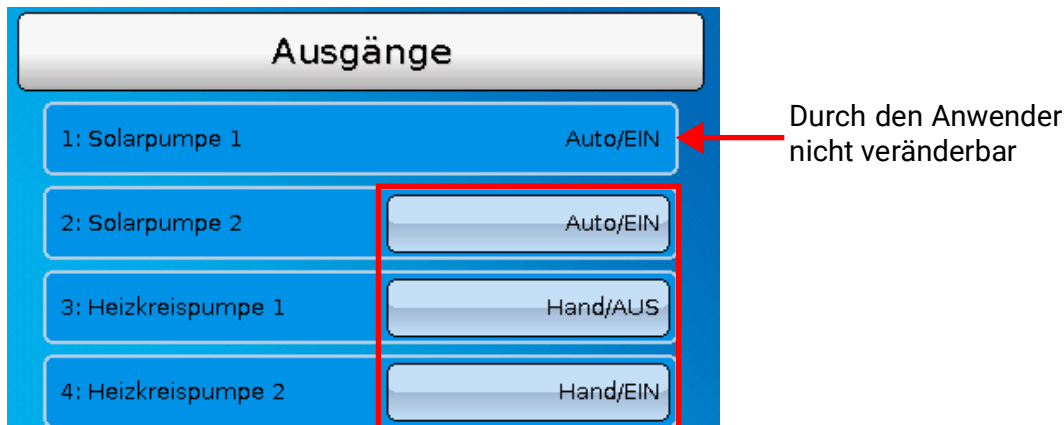 Ausgänge
1: Solarpumpe 1 Auto/EIN
Durch den Anwender
nicht veränderbar
2: Solarpumpe 2 Auto/EIN
3: Heizkreispumpe 1 Hand/AUS
4: Heizkreispumpe 2 Hand/EIN